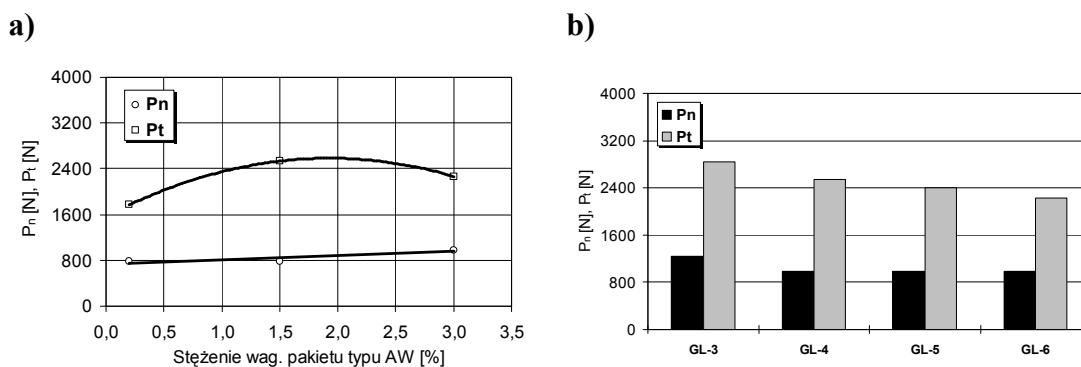 a)
4000
3200
2400
1600
800
0
Pn [N], Pt [N]
Pn
Pt
0,0 0,5 1,0 1,5 2,0 2,5 3,0 3,5
Stężenie wag. pakietu typu AW [%]
b)
4000
3200
2400
1600
800
0
Pn [N], Pt [N]
Pn
Pt
GL-3 GL-4 GL-5 GL-6